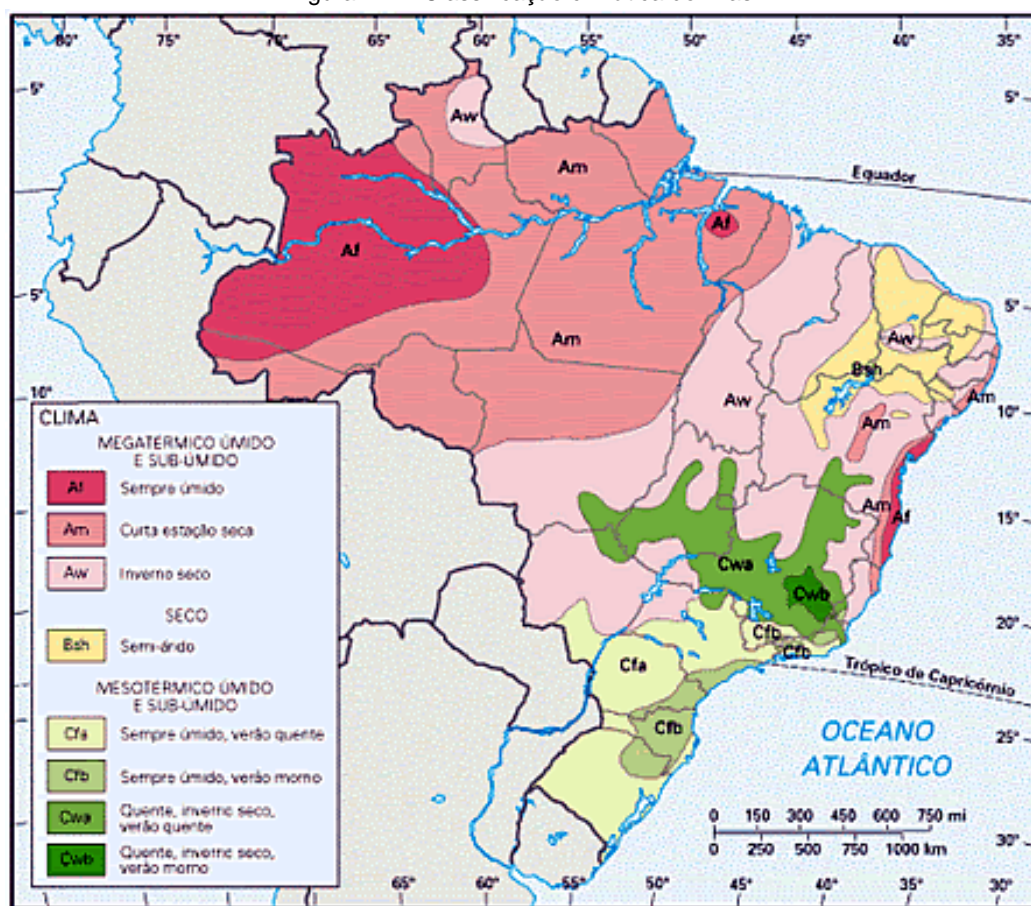 80° 70° 65° 60° 55° 50° 45° 40° 35°
5° 5°
Aw
Am
Equador
Af
Af
5° 5°
Am
Aw
Bsh
10° 10°
Aw
Am
Am
CLIMA
MEGATERMICO ÚMIDO
E SUB-ÚMIDO
Af Sempre úmido
Am Curta estação seca
Aw Inverno seco
SECO
Bsh Semi-árido
MESOTERMICO ÚMIDO
E SUB-ÚMIDO
Cfa Sempre úmido, verão quente
Cfb Sempre úmido, verão morno
Cwa Quente, inverno seco,
verão quente
Cwb Quente, inverno seco,
verão morno
Am
Af
15°
Cwa
Cwb
20°
Cfb
Cfb
Cfa
Trópico de Capricórnio
Cfb
25°
OCEANO
ATLÂNTICO
0 150 300 450 600 750 mi
0 250 500 750 1000 km
30°
65° 60° 55° 50° 45° 40° 35° 30°